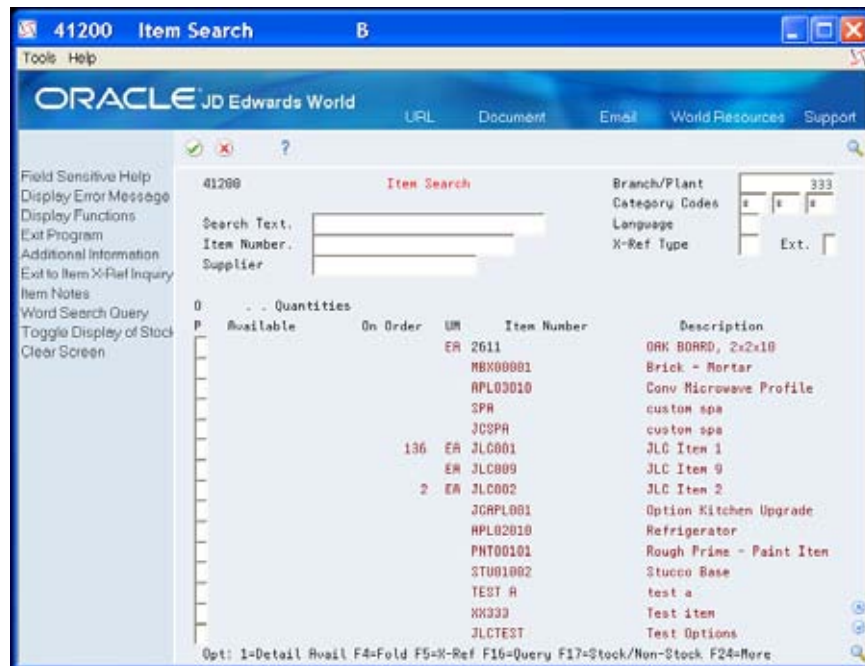 41200 Item Search B
Tools Help
ORACLE JD Edwards World
URL Document Email World Resources Support
?
Field Sensitive Help
Display Error Message
Display Functions
Exit Program
Additional Information
Exit to Item X-Ref Inquiry
Item Notes
Word Search Query
Toggle Display of Stock
Clear Screen
41200 Item Search Branch/Plant 333
Category Codes * * *
Search Text. Language
Item Number. X-Ref Type Ext.
Supplier
O . . Quantities
P Available On Order UM Item Number Description
EA 2611 OAK BOARD, 2x2x10
MBX00001 Brick - Mortar
APL03010 Conv Microwave Profile
SPA custom spa
JCSPA custom spa
136 EA JLC001 JLC Item 1
EA JLC009 JLC Item 9
2 EA JLC002 JLC Item 2
JCAPL001 Option Kitchen Upgrade
APL02010 Refrigerator
PNT00101 Rough Prime - Paint Item
STU01002 Stucco Base
TEST A test a
XX333 Test item
JLCTEST Test Options
Opt: 1=Detail Avail F4=Fold F5=X-Ref F16=Query F17=Stock/Non-Stock F24=More